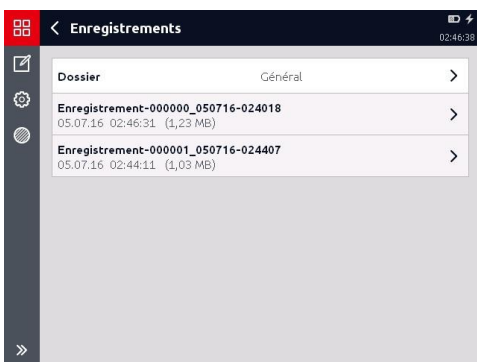 Enregistrements
02:46:38
Dossier Général
Enregistrement-000000_050716-024018
05.07.16 02:46:31 (1,23 MB)
Enregistrement-000001_050716-024407
05.07.16 02:44:11 (1,03 MB)